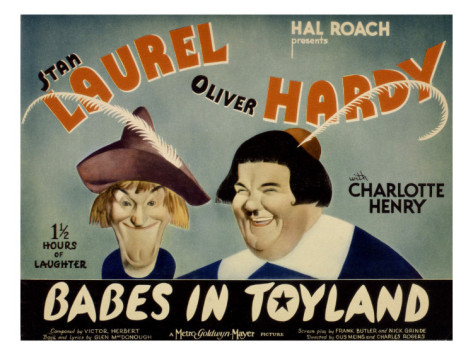 HAL ROACH
presents
STAN
LAUREL
OLIVER
HARDY
with
CHARLOTTE
HENRY
1½
HOURS
OF
LAUGHTER
BABES IN TOYLAND
Composed by VICTOR HERBERT
Book and Lyrics by GLEN MacDONOUGH
A Metro-Goldwyn-Mayer PICTURE
Screen play by FRANK BUTLER and NICK GRINDE
Directed by GUS MEINS and CHARLES ROGERS